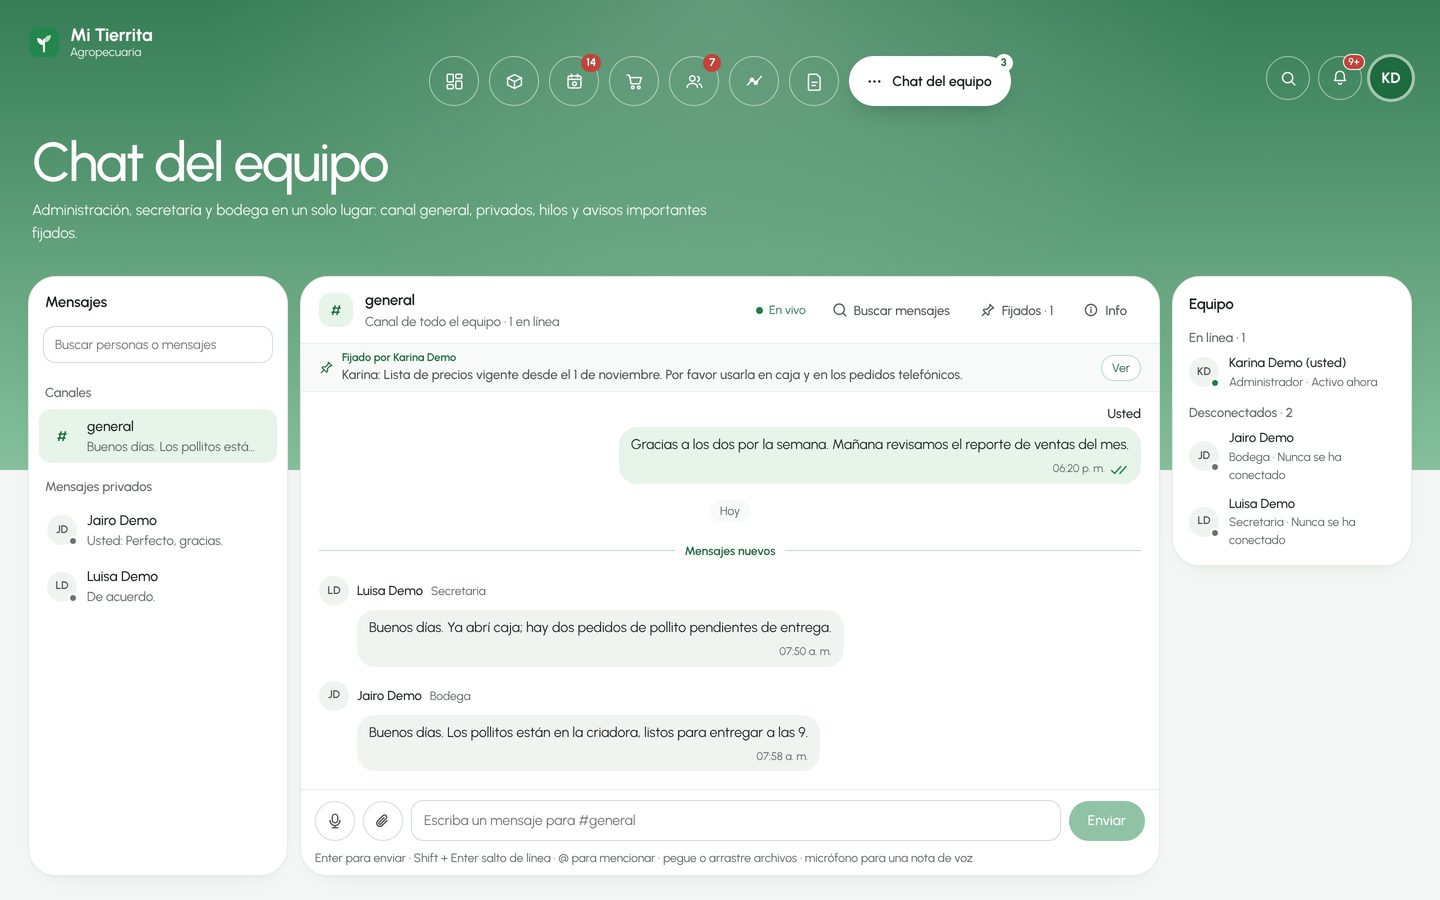 Mi Tierrita
Agropecuaria
14
7
Chat del equipo
3
9+
KD
Chat del equipo
Administración, secretaría y bodega en un solo lugar: canal general, privados, hilos y avisos importantes
fijados.
Mensajes
Buscar personas o mensajes
Canales
#
general
Buenos días. Los pollitos está...
Mensajes privados
JD
Jairo Demo
Usted: Perfecto, gracias.
LD
Luisa Demo
De acuerdo.
#
general
Canal de todo el equipo · 1 en línea
En vivo
Buscar mensajes
Fijados · 1
Info
Fijado por Karina Demo
Karina: Lista de precios vigente desde el 1 de noviembre. Por favor usarla en caja y en los pedidos telefónicos.
Ver
Usted
Gracias a los dos por la semana. Mañana revisamos el reporte de ventas del mes.
06:20 p. m.
Hoy
Mensajes nuevos
LD
Luisa Demo Secretaria
Buenos días. Ya abrí caja; hay dos pedidos de pollito pendientes de entrega.
07:50 a. m.
JD
Jairo Demo Bodega
Buenos días. Los pollitos están en la criadora, listos para entregar a las 9.
07:58 a. m.
Escriba un mensaje para #general
Enviar
Enter para enviar · Shift + Enter salto de línea · @ para mencionar · pegue o arrastre archivos · micrófono para una nota de voz
Equipo
En línea · 1
KD
Karina Demo (usted)
Administrador · Activo ahora
Desconectados · 2
JD
Jairo Demo
Bodega · Nunca se ha
conectado
LD
Luisa Demo
Secretaria · Nunca se ha
conectado